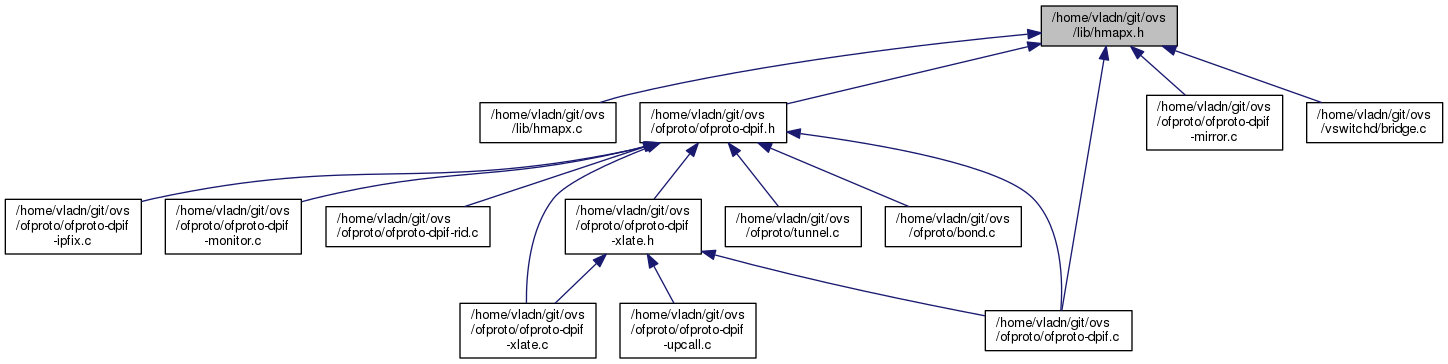 /home/vladn/git/ovs
/lib/hmapx.h
/home/vladn/git/ovs
/lib/hmapx.c
/home/vladn/git/ovs
/ofproto/ofproto-dpif.h
/home/vladn/git/ovs
/ofproto/ofproto-dpif
-mirror.c
/home/vladn/git/ovs
/vswitchd/bridge.c
/home/vladn/git/ovs
/ofproto/ofproto-dpif
-ipfix.c
/home/vladn/git/ovs
/ofproto/ofproto-dpif
-monitor.c
/home/vladn/git/ovs
/ofproto/ofproto-dpif-rid.c
/home/vladn/git/ovs
/ofproto/ofproto-dpif
-xlate.h
/home/vladn/git/ovs
/ofproto/tunnel.c
/home/vladn/git/ovs
/ofproto/bond.c
/home/vladn/git/ovs
/ofproto/ofproto-dpif
-xlate.c
/home/vladn/git/ovs
/ofproto/ofproto-dpif
-upcall.c
/home/vladn/git/ovs
/ofproto/ofproto-dpif.c